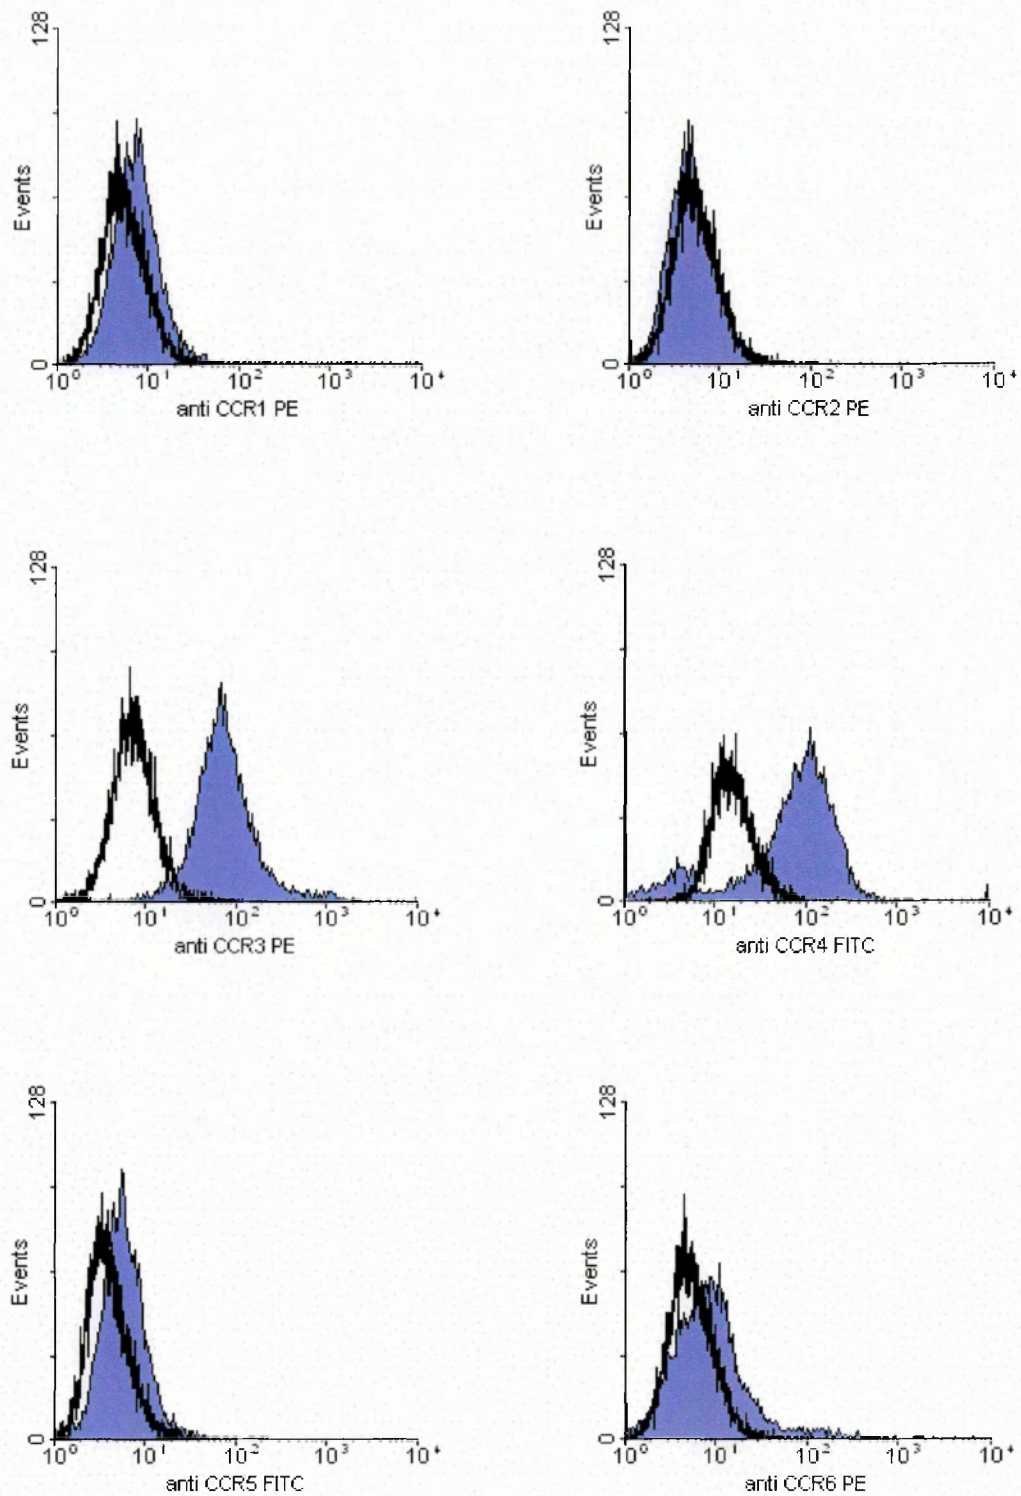 128 128
Events Events
0 0
10⁰ 10¹ 10² 10³ 10⁴ 10⁰ 10¹ 10² 10³ 10⁴
anti CCR1 PE anti CCR2 PE
128 128
Events Events
0 0
10⁰ 10¹ 10² 10³ 10⁴ 10⁰ 10¹ 10² 10³ 10⁴
anti CCR3 PE anti CCR4 FITC
128 128
Events Events
0 0
10⁰ 10¹ 10² 10³ 10⁴ 10⁰ 10¹ 10² 10³ 10⁴
anti CCR5 FITC anti CCR6 PE